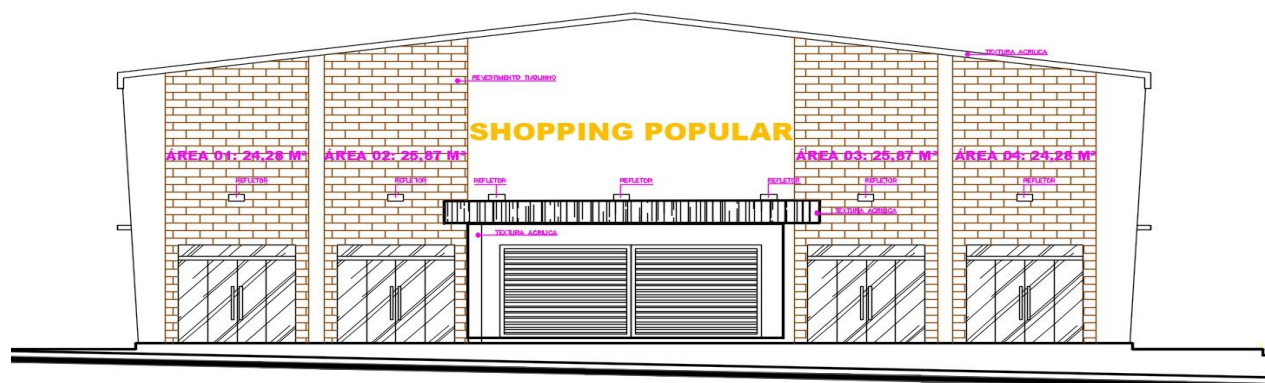 TEXTURA ACRILICA
REVESTIMENTO TIJOLINHO
SHOPPING POPULAR
ÁREA 01: 24,28 M²
ÁREA 02: 25,87 M²
ÁREA 03: 25,87 M²
ÁREA 04: 24,28 M²
REFLETOR
REFLETOR
REFLETOR
REFLETOR
REFLETOR
REFLETOR
REFLETOR
TEXTURA ACRILICA
TEXTURA ACRILICA